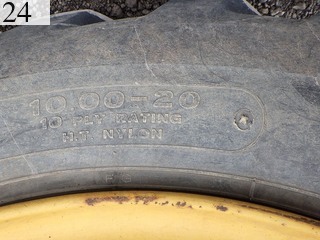 24
10.00-20
10 PLY RATING
H.T NYLON